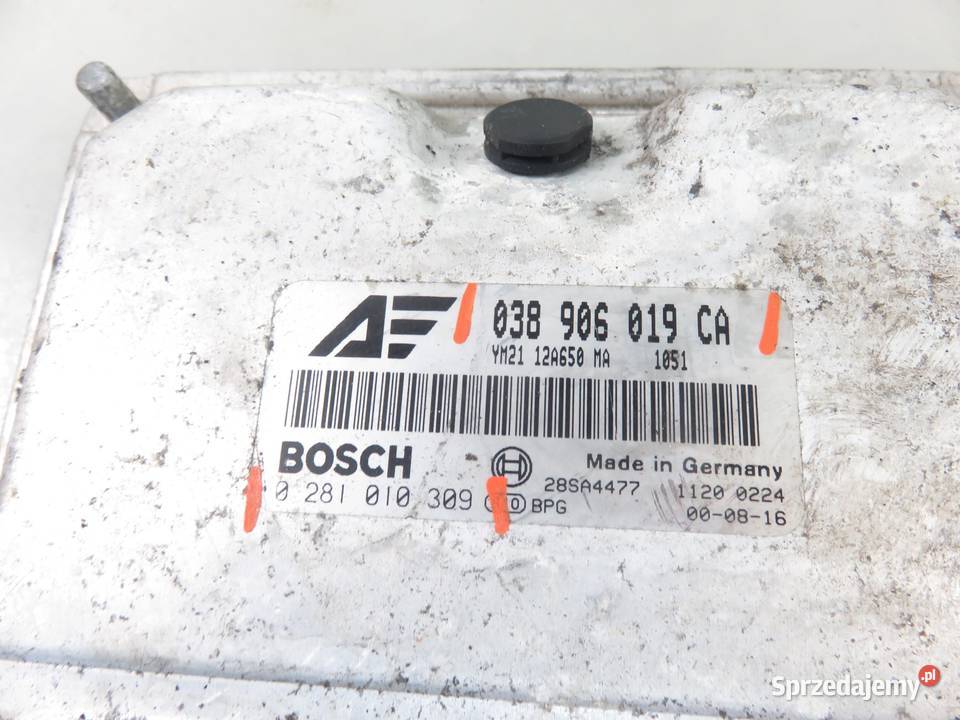 AE 038 906 019 CA
YM21 12A650 MA 1051
BOSCH Made in Germany
28SA4477 1120 0224
0 281 010 309 BPG 00-08-16
Sprzedajemy.pl